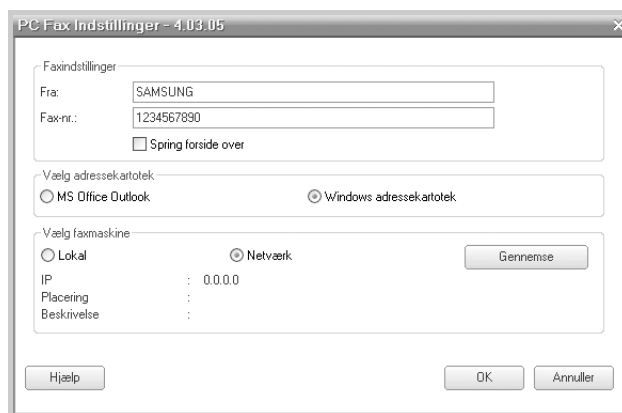 PC Fax Indstillinger - 4.03.05
Faxindstillinger
Fra: SAMSUNG
Fax-nr.: 1234567890
Spring forside over
Vælg adressekartotek
MS Office Outlook Windows adressekartotek
Vælg faxmaskine
Lokal Netværk Gennemse
IP : 0.0.0.0
Placering :
Beskrivelse :
Hjælp OK Annuller